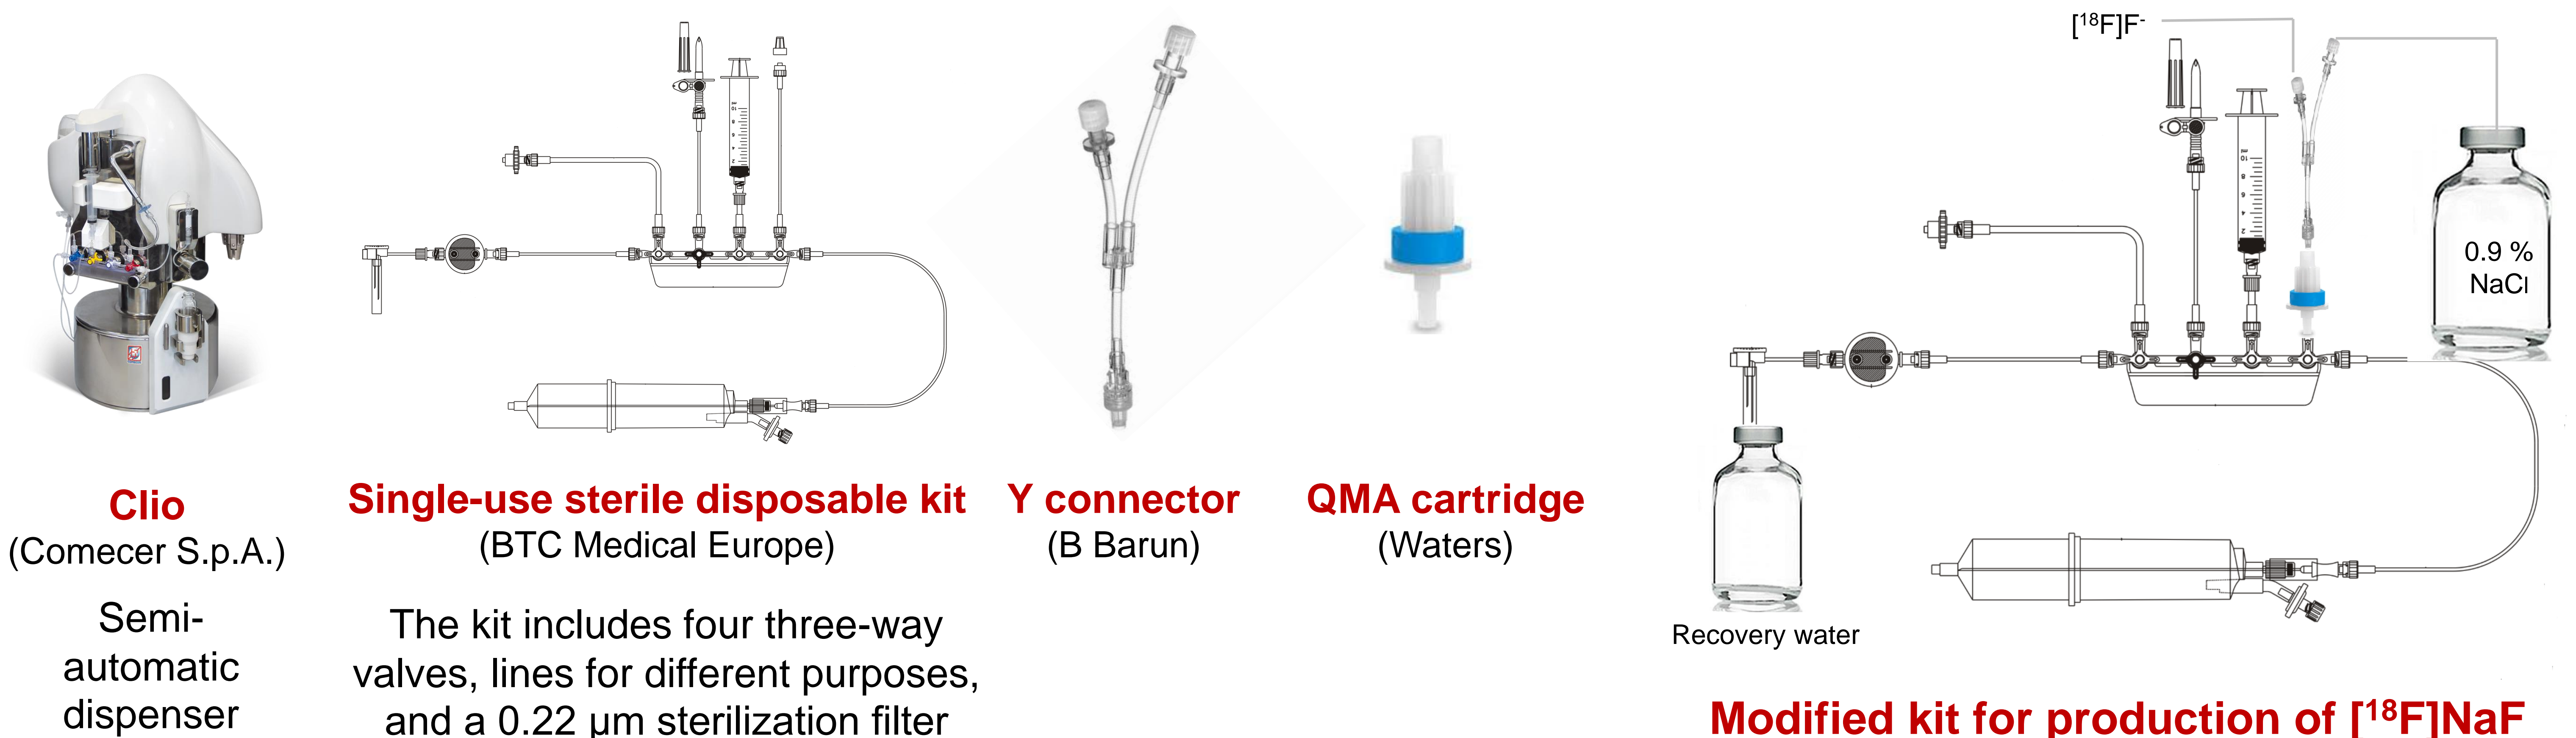 Clio
(Comecer S.p.A.)
Semi-
automatic
dispenser
Single-use sterile disposable kit
(BTC Medical Europe)
The kit includes four three-way
valves, lines for different purposes,
and a 0.22 µm sterilization filter
Y connector
(B Barun)
QMA cartridge
(Waters)
[¹⁸F]F⁻
0.9 %
NaCl
Recovery water
Modified kit for production of [¹⁸F]NaF